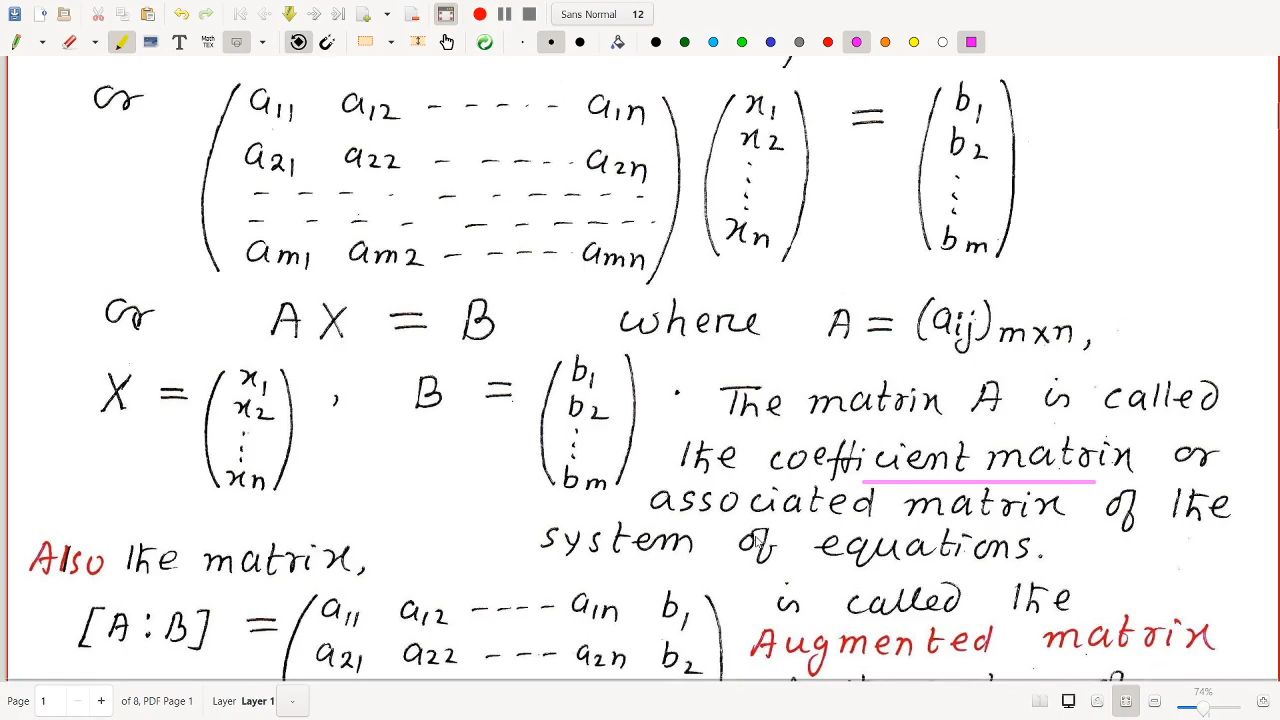 Sans Normal 12
T Math TEX
or ( a11 a12 ------ a1n ) ( x1 ) = ( b1 )
a21 a22 - ---- a2n x2 b2
- - - - - - - - - ⋮ ⋮
- - - - - - - - -
am1 am2 - ---- amn xn bm
or AX = B where A = (aij)m×n,
X = ( x1 x2 ⋮ xn ) , B = ( b1 b2 ⋮ bm ) . The matrix A is called
the coefficient matrix or
associated matrix of the
system of equations.
Also the matrix,
[A : B] = ( a11 a12 ---- a1n b1 ) is called the
a21 a22 --- a2n b2 Augmented matrix
Page 1 - + of 8, PDF Page 1 Layer Layer 1 74%